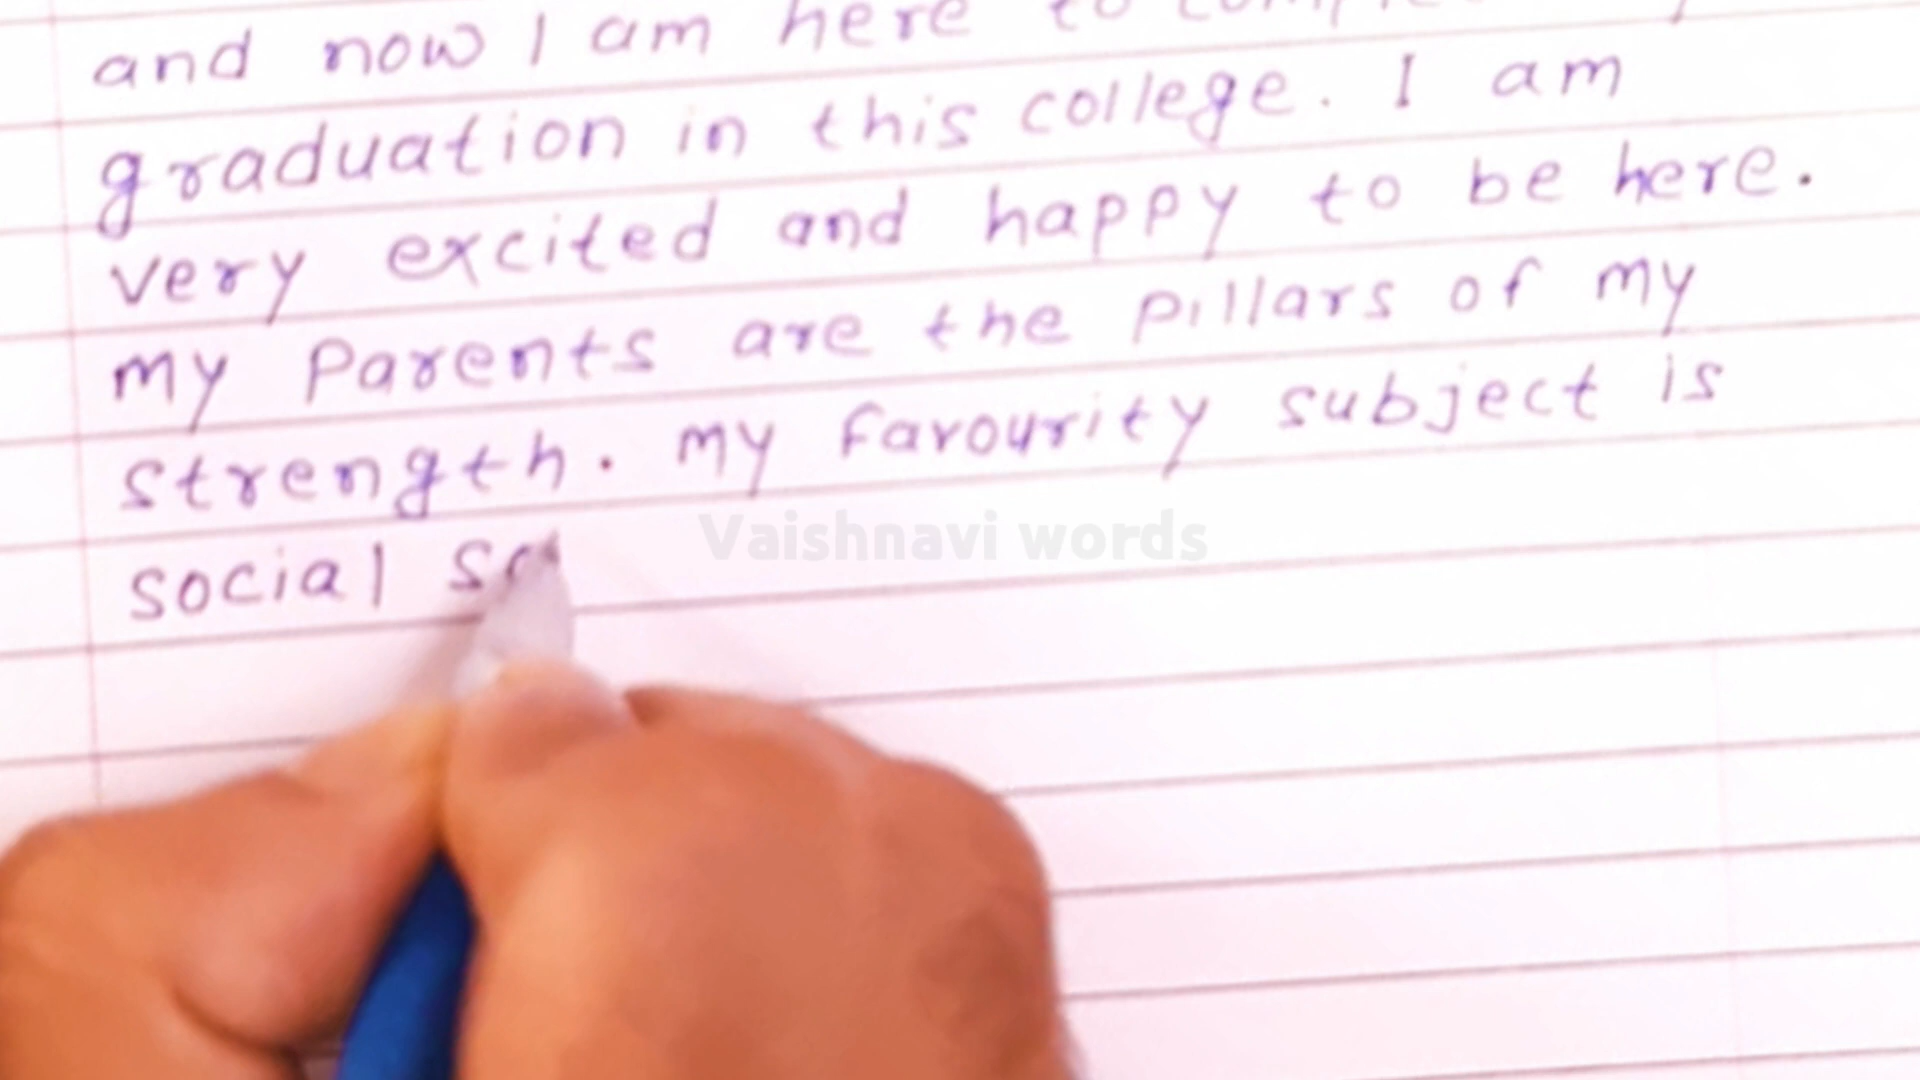 and now I am here to
graduation in this college. I am
very excited and happy to be here.
my Parents are the pillars of my
strength. my favourity subject is
Vaishnavi words
social